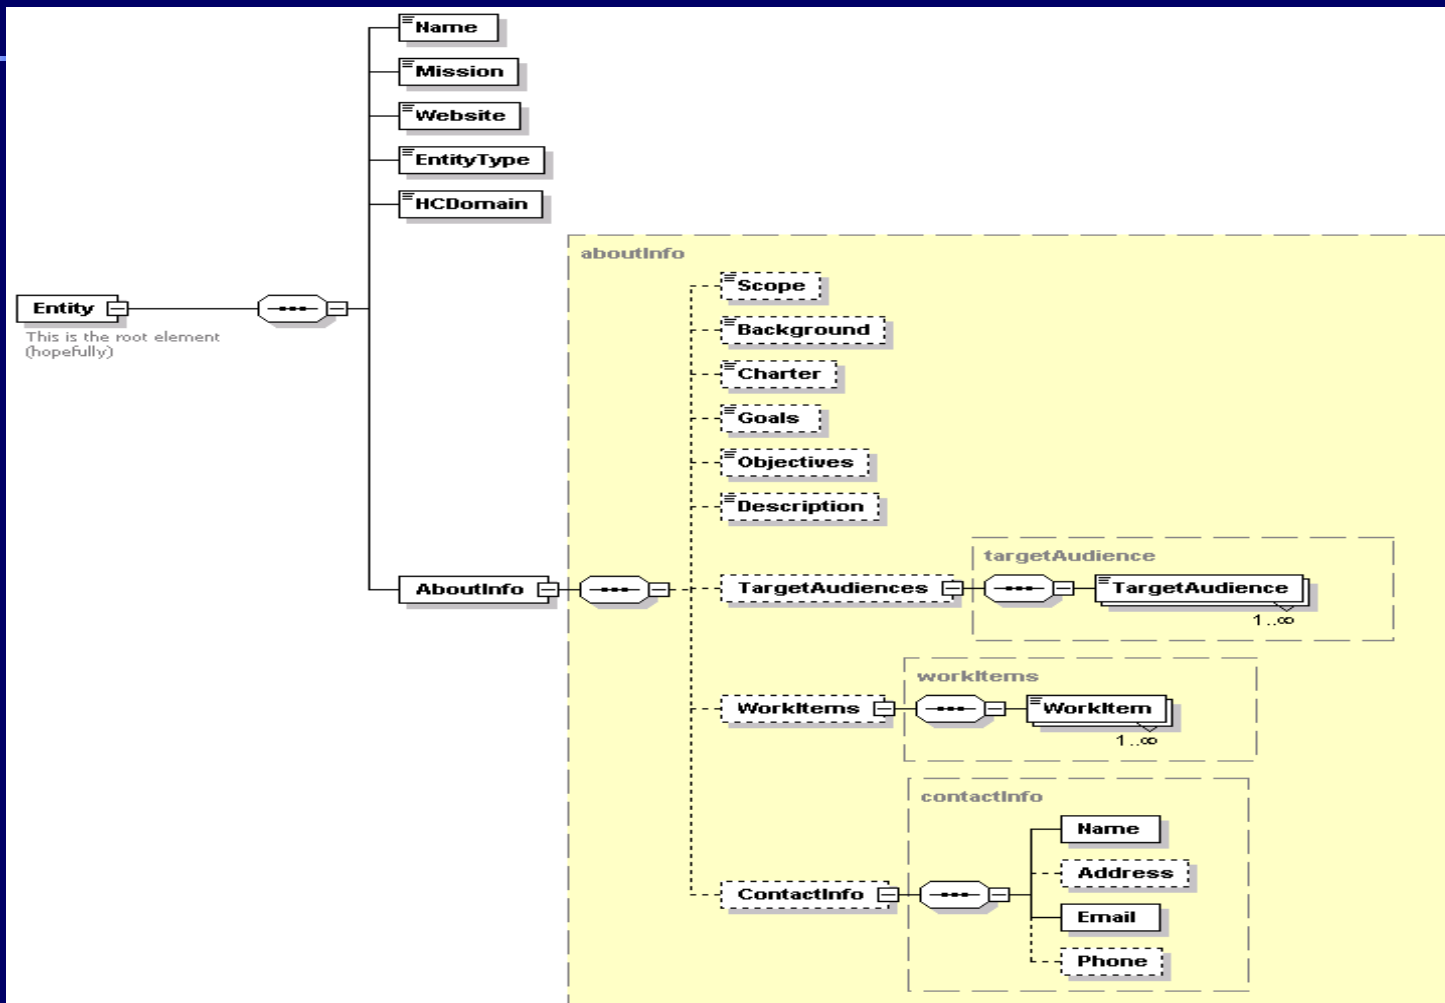 Name
Mission
Website
EntityType
HCDomain
aboutInfo
Scope
Entity
This is the root element
(hopefully)
Background
Charter
Goals
Objectives
Description
targetAudience
AboutInfo
TargetAudiences
TargetAudience
1..∞
workItems
WorkItems
WorkItem
1..∞
contactInfo
Name
Address
ContactInfo
Email
Phone